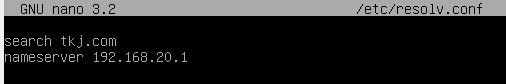 GNU nano 3.2 /etc/resolv.conf
search tkj.com
nameserver 192.168.20.1